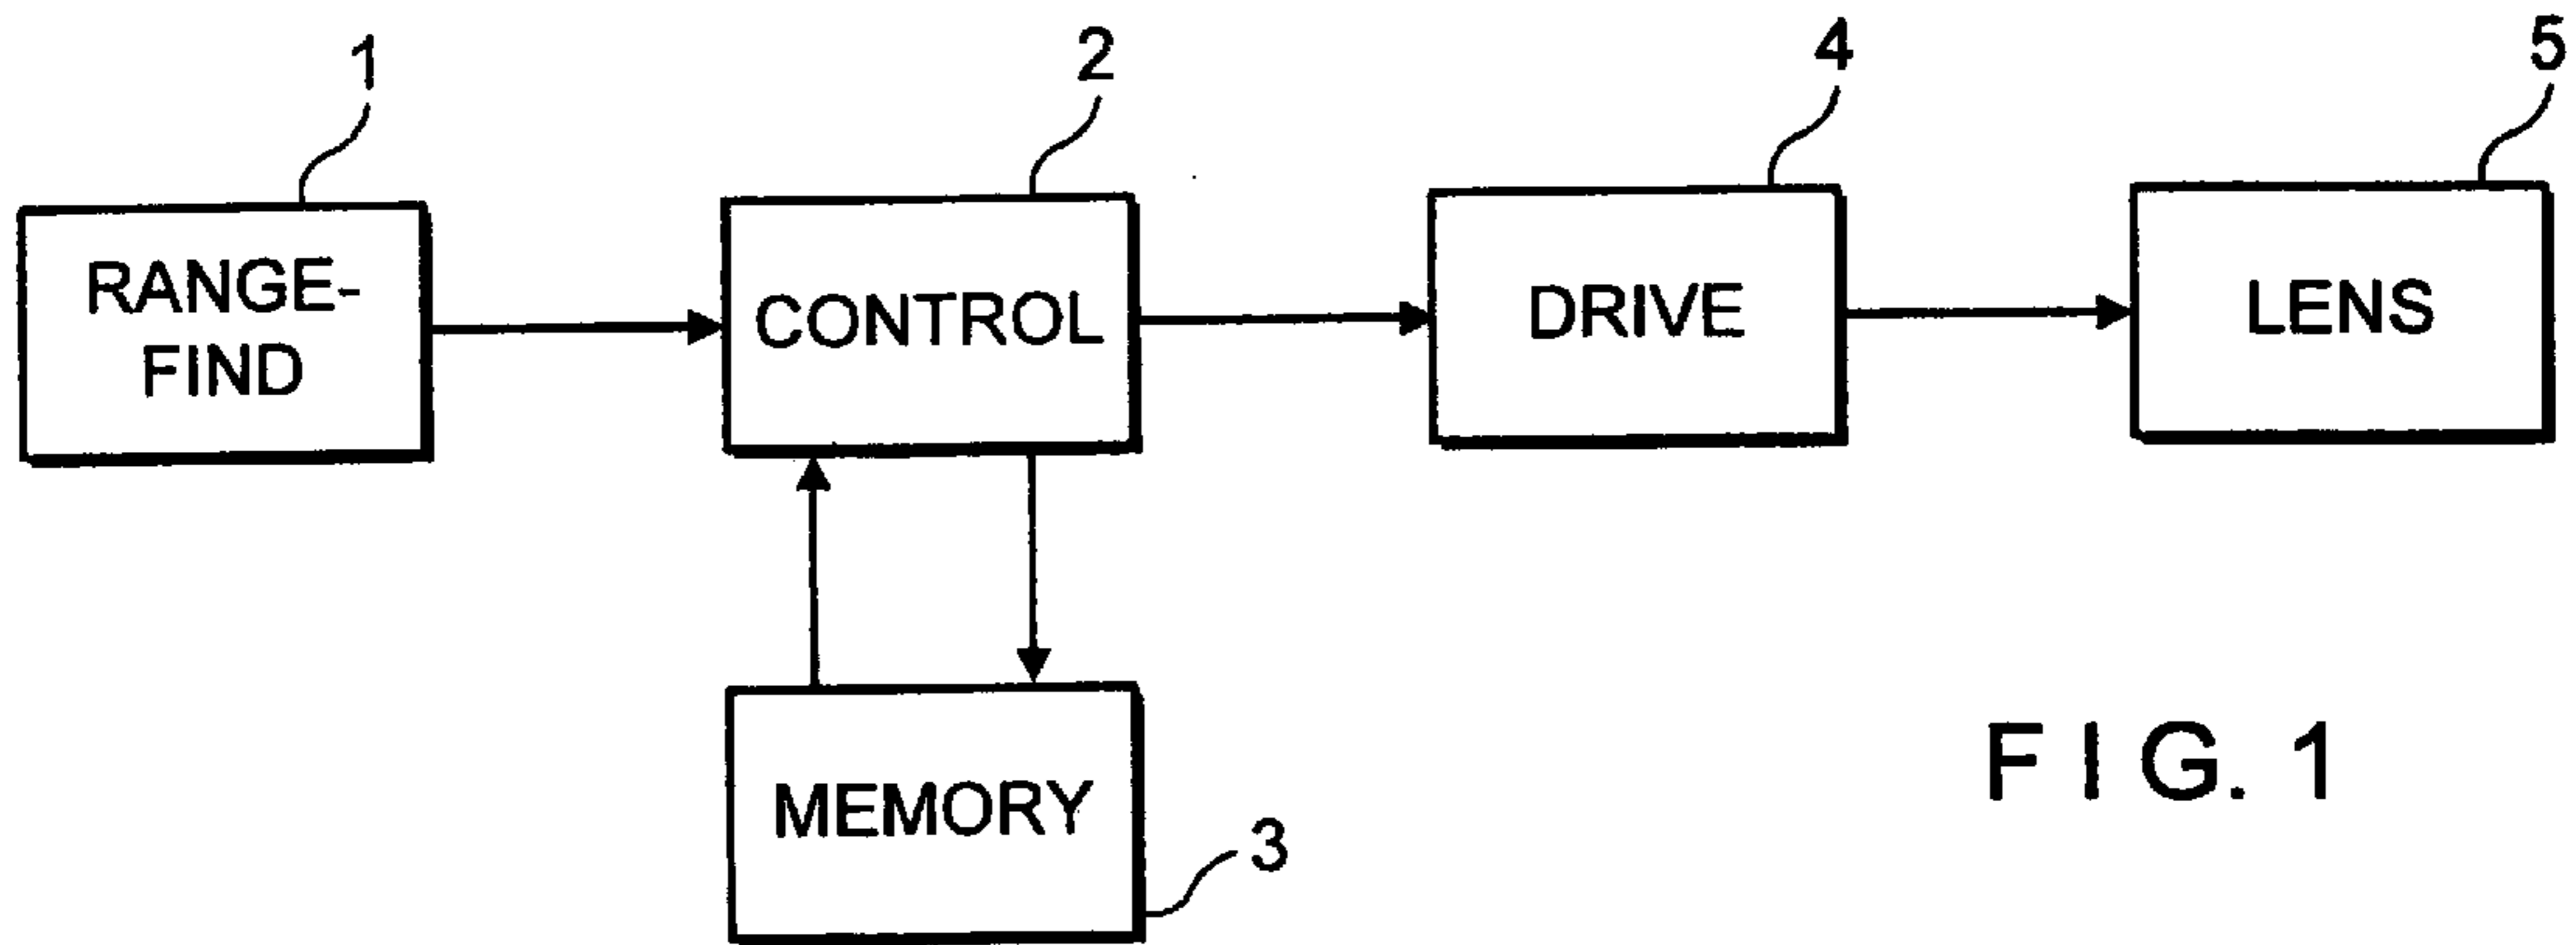 1
2
4
5
RANGE-
FIND
CONTROL
DRIVE
LENS
MEMORY
3
F I G. 1